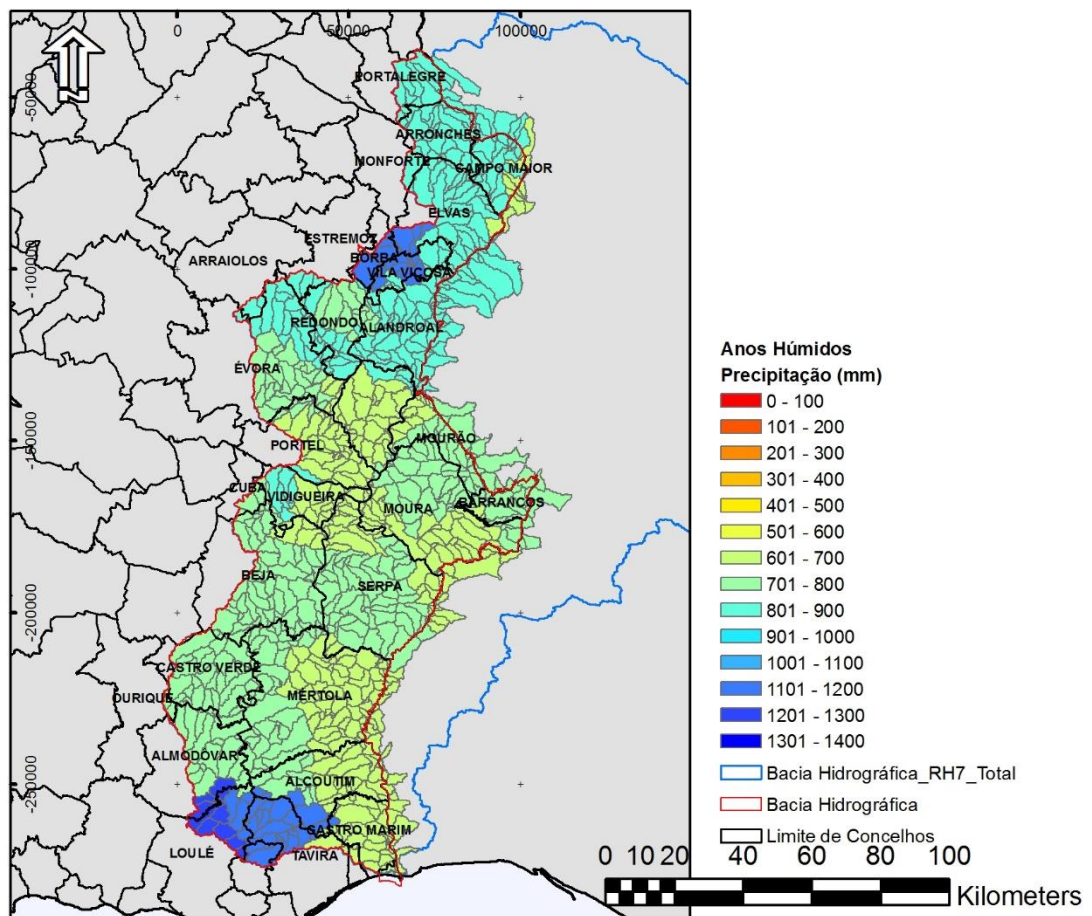 0
50000
100000
N
-50000
-100000
-150000
-200000
-250000
PORTALEGRE
ARRONCHES
MONFORTE
CAMPO MAIOR
ELVAS
ESTREMOZ
BORBA
ARRAIOLOS
VILA VIÇOSA
REDONDO
ALANDROAL
ÉVORA
PORTEL
MOURÃO
CUBA
VIDIGUEIRA
MOURA
BARRANCOS
BEJA
SERPA
CASTRO VERDE
OURIQUE
MÉRTOLA
ALMODÔVAR
ALCOUTIM
CASTRO MARIM
LOULÉ
TAVIRA
Anos Húmidos
Precipitação (mm)
0 - 100
101 - 200
201 - 300
301 - 400
401 - 500
501 - 600
601 - 700
701 - 800
801 - 900
901 - 1000
1001 - 1100
1101 - 1200
1201 - 1300
1301 - 1400
Bacia Hidrográfica_RH7_Total
Bacia Hidrográfica
Limite de Concelhos
0 10 20 40 60 80 100
Kilometers